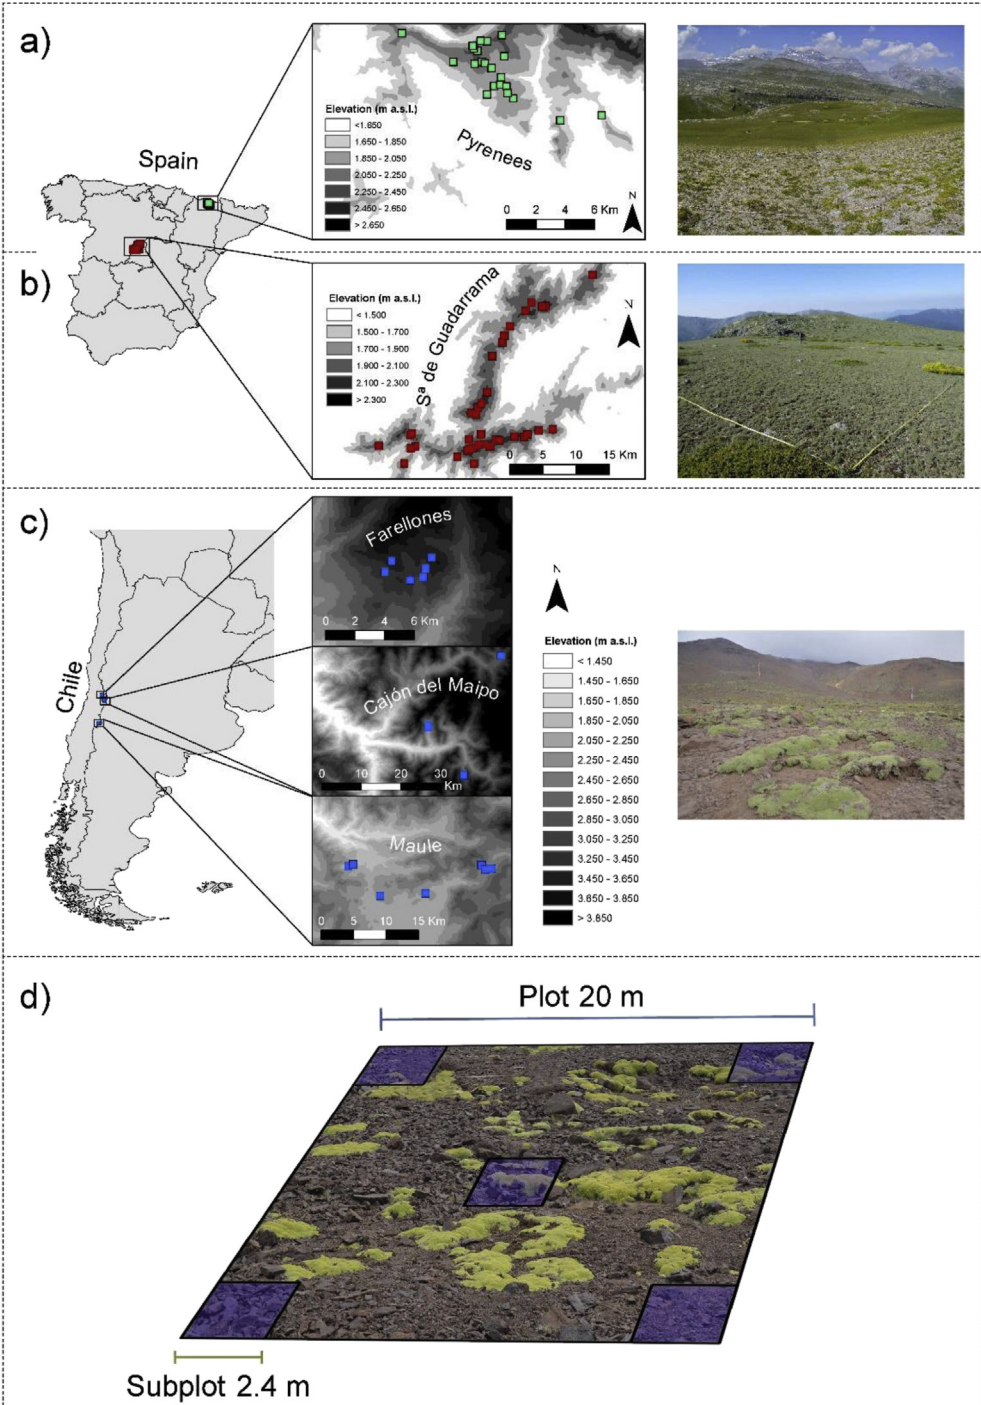 a)
Spain
Elevation (m a.s.l.)
<1.650
1.650 - 1.850
1.850 - 2.050
2.050 - 2.250
2.250 - 2.450
2.450 - 2.650
> 2.650
Pyrenees
N
0 2 4 6 Km
b)
Elevation (m a.s.l.)
< 1.500
1.500 - 1.700
1.700 - 1.900
1.900 - 2.100
2.100 - 2.300
> 2.300
Sª de Guadarrama
N
0 5 10 15 Km
c)
Chile
Farellones
0 2 4 6 Km
Cajón del Maipo
0 10 20 30 Km
Maule
0 5 10 15 Km
N
Elevation (m a.s.l.)
< 1.450
1.450 - 1.650
1.650 - 1.850
1.850 - 2.050
2.050 - 2.250
2.250 - 2.450
2.450 - 2.650
2.650 - 2.850
2.850 - 3.050
3.050 - 3.250
3.250 - 3.450
3.450 - 3.650
3.650 - 3.850
> 3.850
d)
Plot 20 m
Subplot 2.4 m